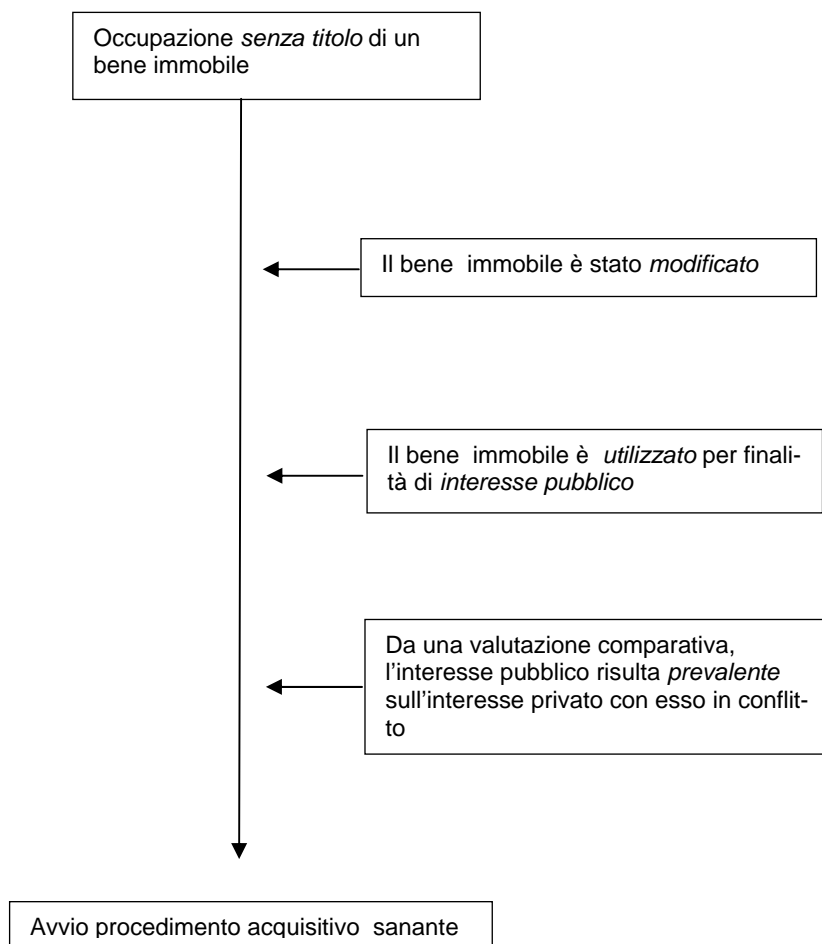 Occupazione senza titolo di un
bene immobile
Il bene immobile è stato modificato
Il bene immobile è utilizzato per finali-
tà di interesse pubblico
Da una valutazione comparativa,
l'interesse pubblico risulta prevalente
sull'interesse privato con esso in conflit-
to
Avvio procedimento acquisitivo sanante